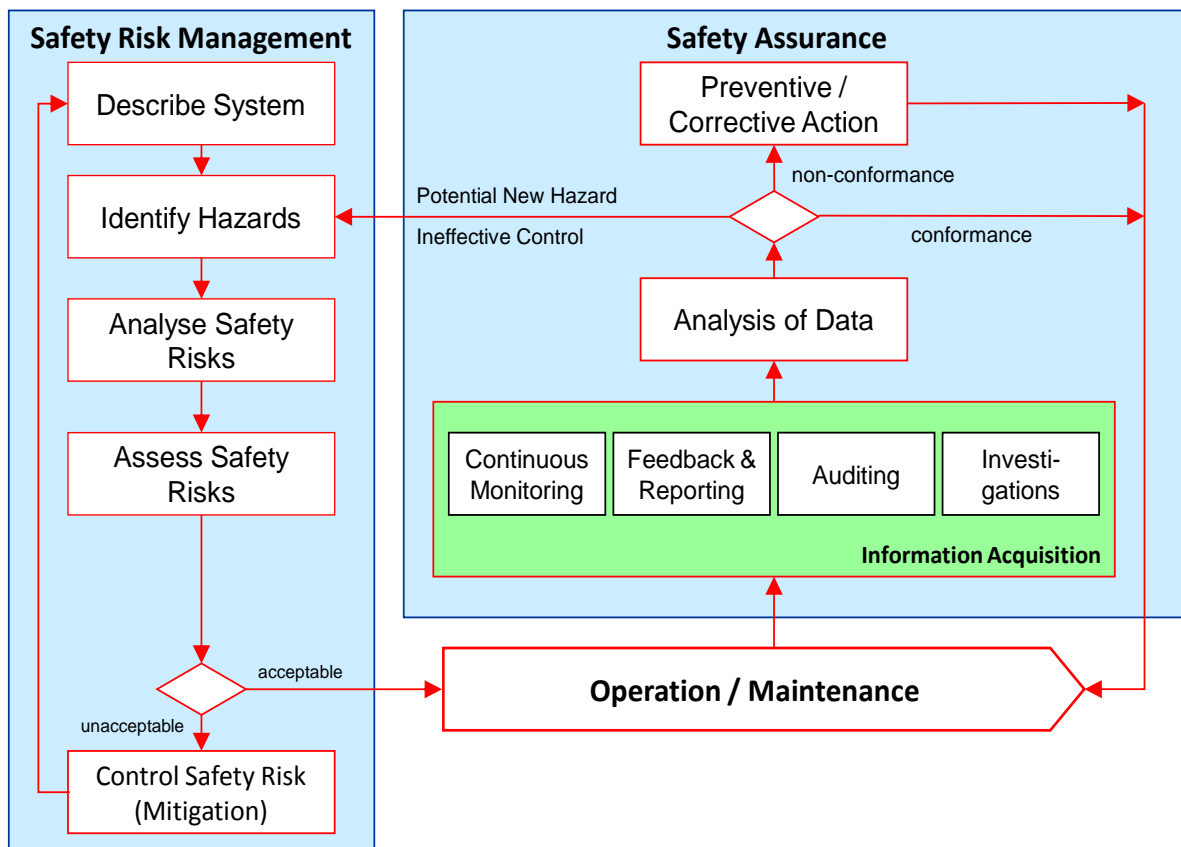 Safety Risk Management
Describe System
Identify Hazards
Analyse Safety
Risks
Assess Safety
Risks
acceptable
unacceptable
Control Safety Risk
(Mitigation)
Safety Assurance
Preventive /
Corrective Action
non-conformance
Potential New Hazard
Ineffective Control
conformance
Analysis of Data
Continuous
Monitoring
Feedback &
Reporting
Auditing
Investi-
gations
Information Acquisition
Operation / Maintenance